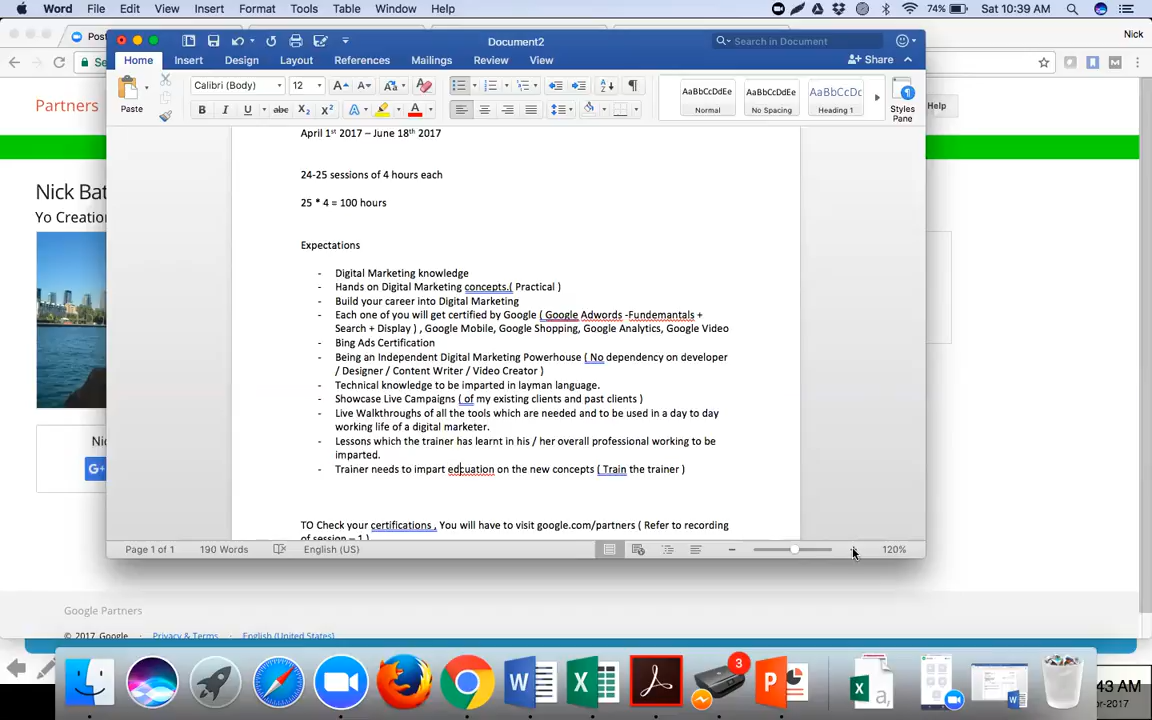 Word File Edit View Insert Format Tools Table Window Help
74% Sat 10:39 AM
Nick
Post
Document2
Search in Document
Home Insert Design Layout References Mailings Review View
Share
Paste
Calibri (Body) 12
AaBbCcDdEe AaBbCcDdEe AaBbCcDc
Normal No Spacing Heading 1
Styles Pane
Help
Partners
Nick Bat
Yo Creation
Nic
April 1st 2017 – June 18th 2017
24-25 sessions of 4 hours each
25 * 4 = 100 hours
Expectations
- Digital Marketing knowledge
- Hands on Digital Marketing concepts.( Practical )
- Build your career into Digital Marketing
- Each one of you will get certified by Google ( Google Adwords -Fundemantals +
Search + Display ) , Google Mobile, Google Shopping, Google Analytics, Google Video
- Bing Ads Certification
- Being an Independent Digital Marketing Powerhouse ( No dependency on developer
/ Designer / Content Writer / Video Creator )
- Technical knowledge to be imparted in layman language.
- Showcase Live Campaigns ( of my existing clients and past clients )
- Live Walkthroughs of all the tools which are needed and to be used in a day to day
working life of a digital marketer.
- Lessons which the trainer has learnt in his / her overall professional working to be
imparted.
- Trainer needs to impart edcuation on the new concepts ( Train the trainer )
TO Check your certifications , You will have to visit google.com/partners ( Refer to recording
of session – 1 )
Page 1 of 1 190 Words English (US) 120%
Google Partners
© 2017 Google Privacy & Terms English (United States)
3
43 AM